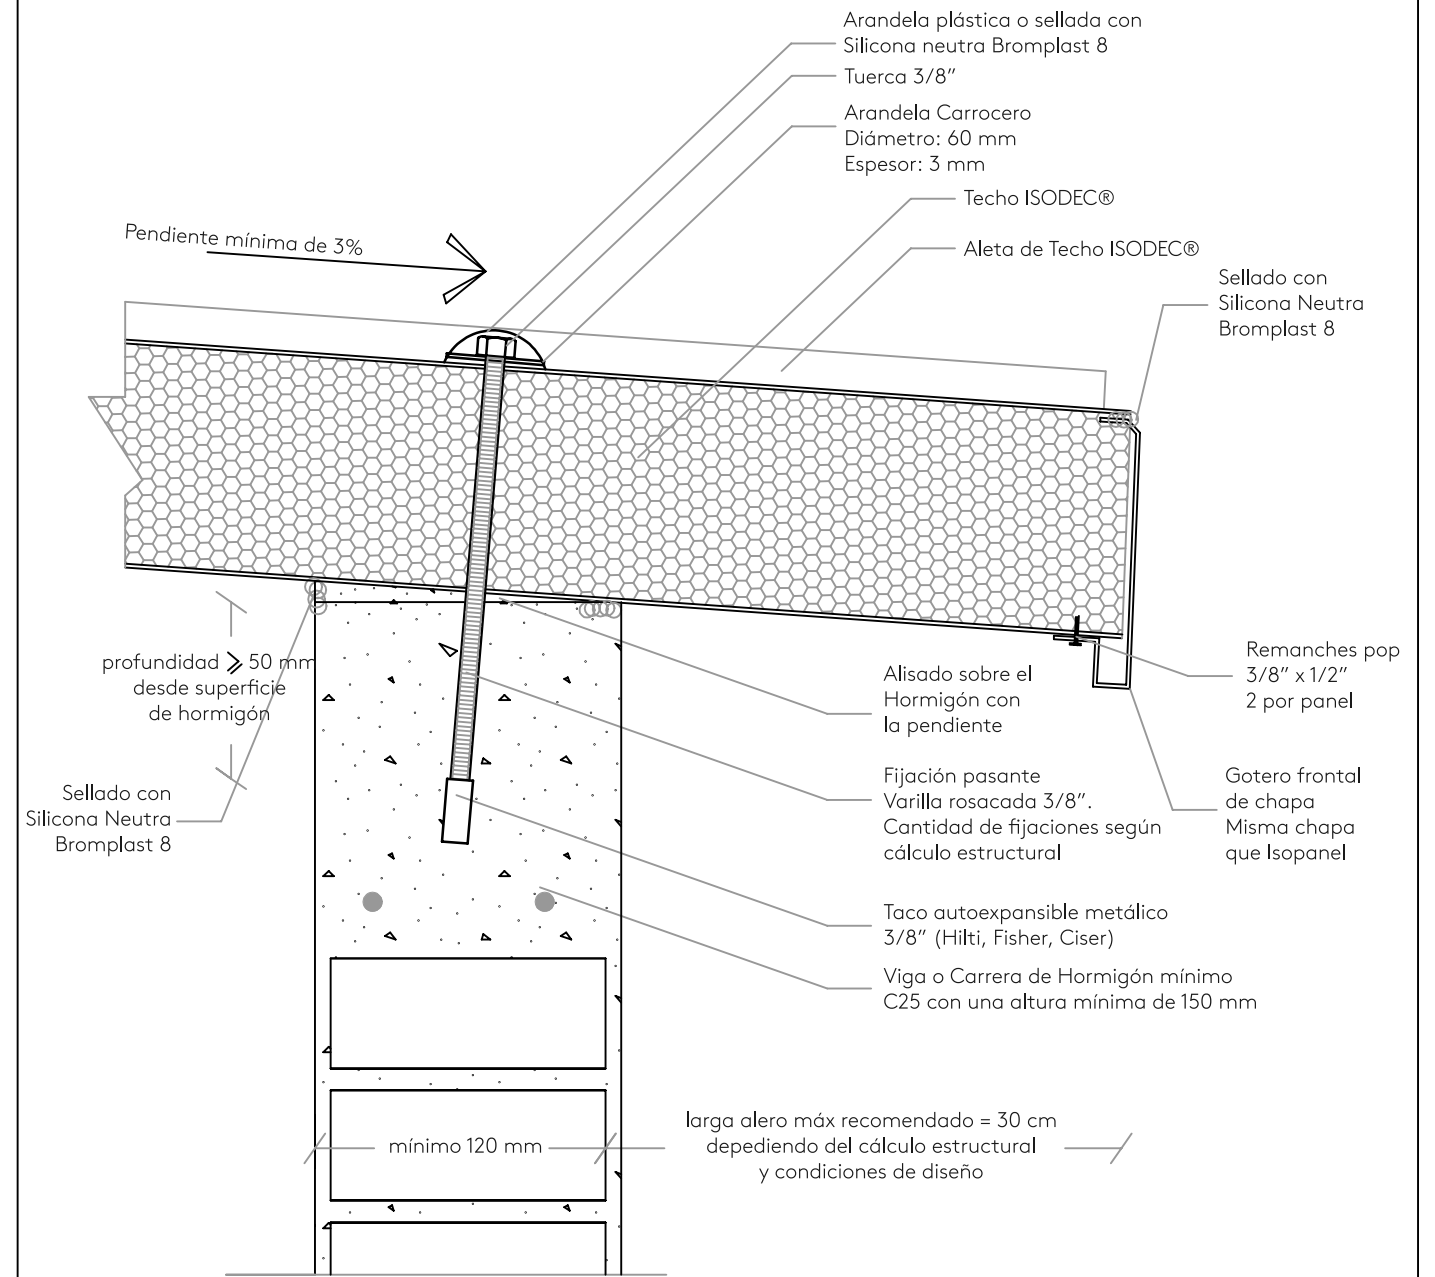 Arandela plástica o sellada con
Silicona neutra Bromplast 8
Tuerca 3/8”
Arandela Carrocero
Diámetro: 60 mm
Espesor: 3 mm
Techo ISODEC®
Aleta de Techo ISODEC®
Pendiente mínima de 3%
Sellado con
Silicona Neutra
Bromplast 8
profundidad ⩾ 50 mm
desde superficie
de hormigón
Sellado con
Silicona Neutra
Bromplast 8
Alisado sobre el
Hormigón con
la pendiente
Remanches pop
3/8” x 1/2”
2 por panel
Fijación pasante
Varilla rosacada 3/8”.
Cantidad de fijaciones según
cálculo estructural
Gotero frontal
de chapa
Misma chapa
que Isopanel
Taco autoexpansible metálico
3/8” (Hilti, Fisher, Ciser)
Viga o Carrera de Hormigón mínimo
C25 con una altura mínima de 150 mm
mínimo 120 mm
larga alero máx recomendado = 30 cm
depediendo del cálculo estructural
y condiciones de diseño